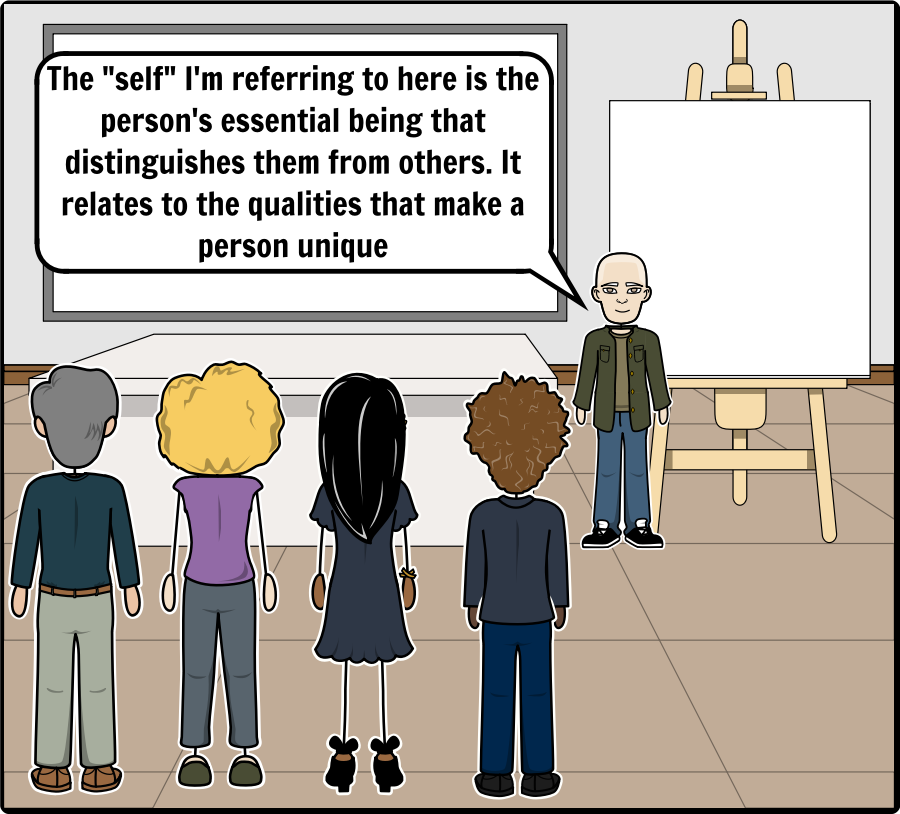 The "self" I'm referring to here is the
person's essential being that
distinguishes them from others. It
relates to the qualities that make a
person unique